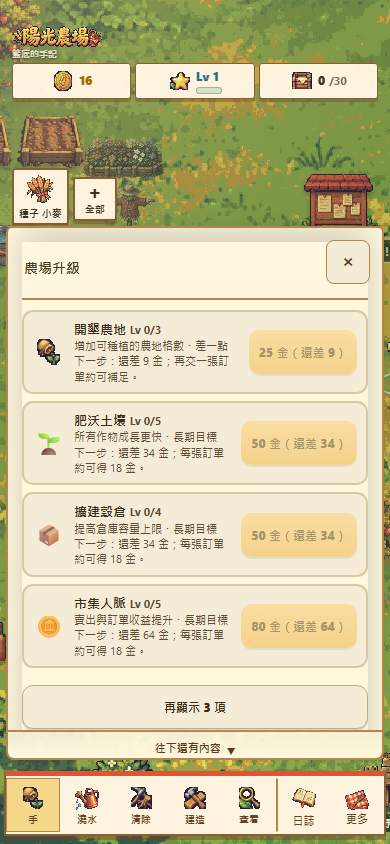 陽光農場
籃底的手記
16
Lv 1
0 /30
種子 小麥
+
全部
農場升級
×
開墾農地 Lv 0/3
增加可種植的農地格數・差一點
下一步：還差 9 金；再交一張訂
單約可補足。
25 金（還差 9）
肥沃土壤 Lv 0/5
所有作物成長更快・長期目標
下一步：還差 34 金；每張訂單
約可得 18 金。
50 金（還差 34）
擴建穀倉 Lv 0/4
提高倉庫容量上限・長期目標
下一步：還差 34 金；每張訂單
約可得 18 金。
50 金（還差 34）
市集人脈 Lv 0/5
賣出與訂單收益提升・長期目標
下一步：還差 64 金；每張訂單
約可得 18 金。
80 金（還差 64）
再顯示 3 項
往下還有內容 ▼
手
澆水
清除
建造
查看
日誌
更多